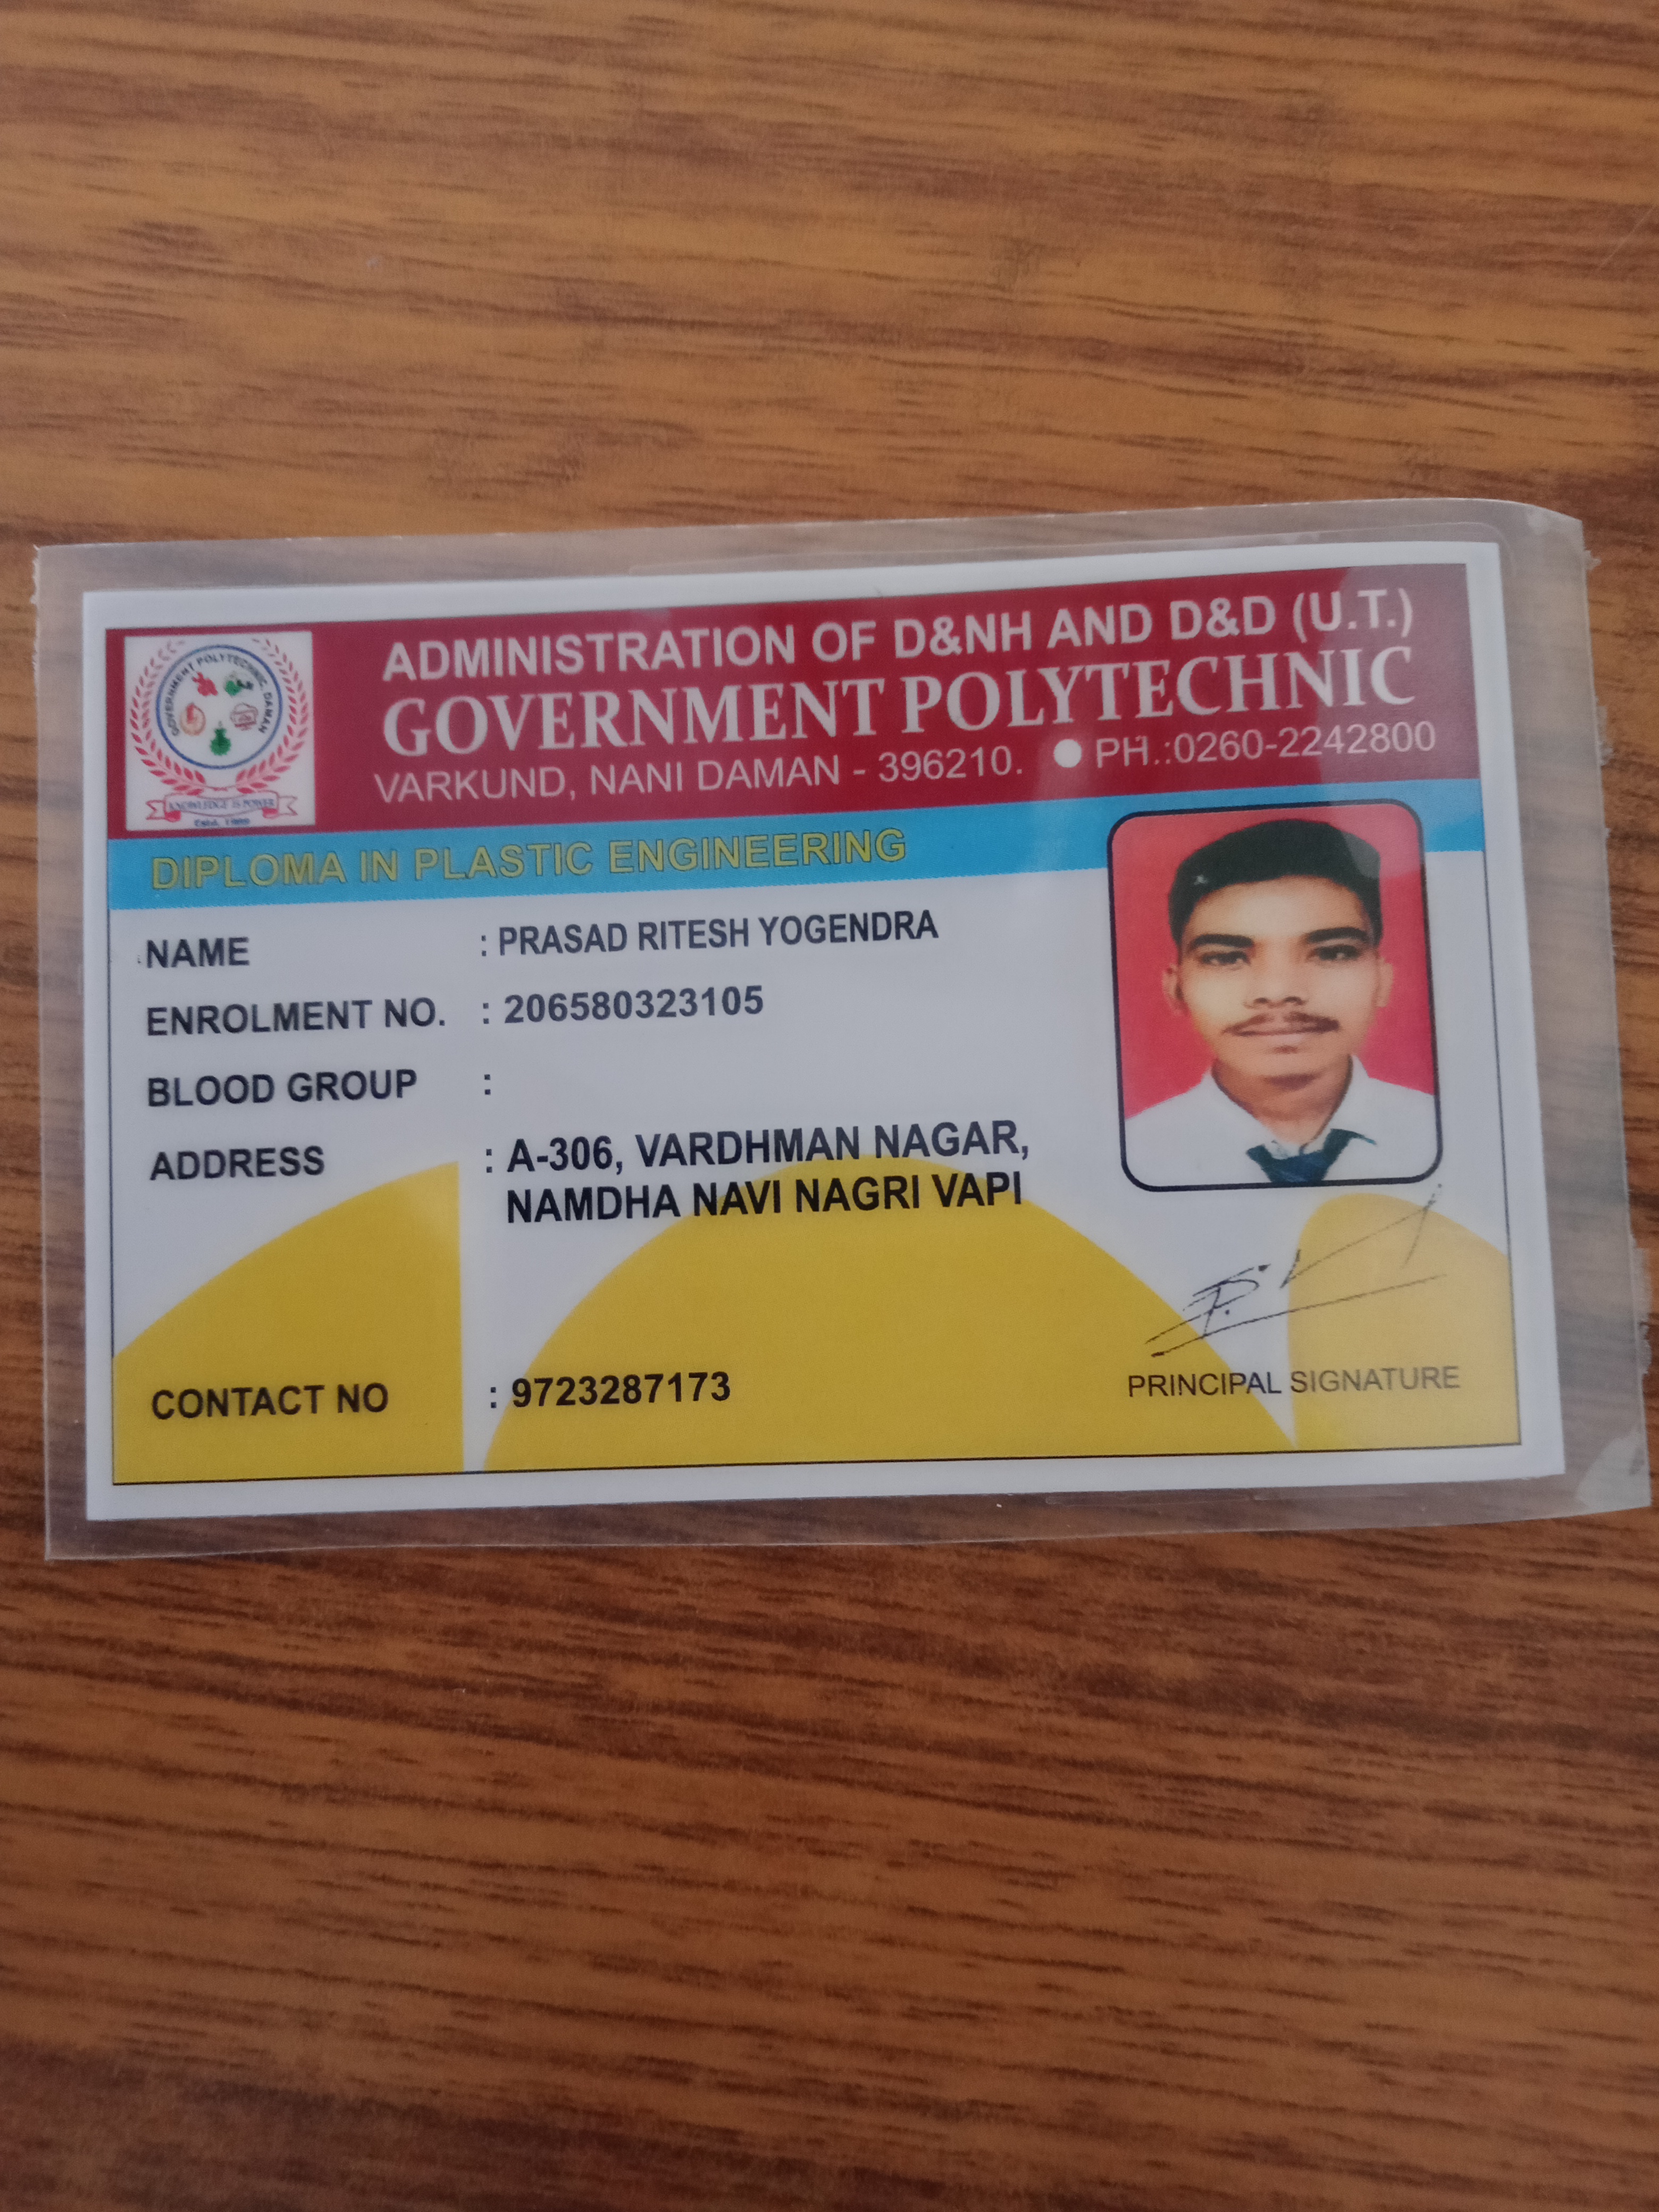 ADMINISTRATION OF D&NH AND D&D (U.T.)
GOVERNMENT POLYTECHNIC
VARKUND, NANI DAMAN - 396210. ● PH.:0260-2242800
GOVERNMENT POLYTECHNIC, DAMAN
KNOWLEDGE IS POWER
Estd. 1989
DIPLOMA IN PLASTIC ENGINEERING
NAME : PRASAD RITESH YOGENDRA
ENROLMENT NO. : 206580323105
BLOOD GROUP :
ADDRESS : A-306, VARDHMAN NAGAR,
NAMDHA NAVI NAGRI VAPI
CONTACT NO : 9723287173
PRINCIPAL SIGNATURE